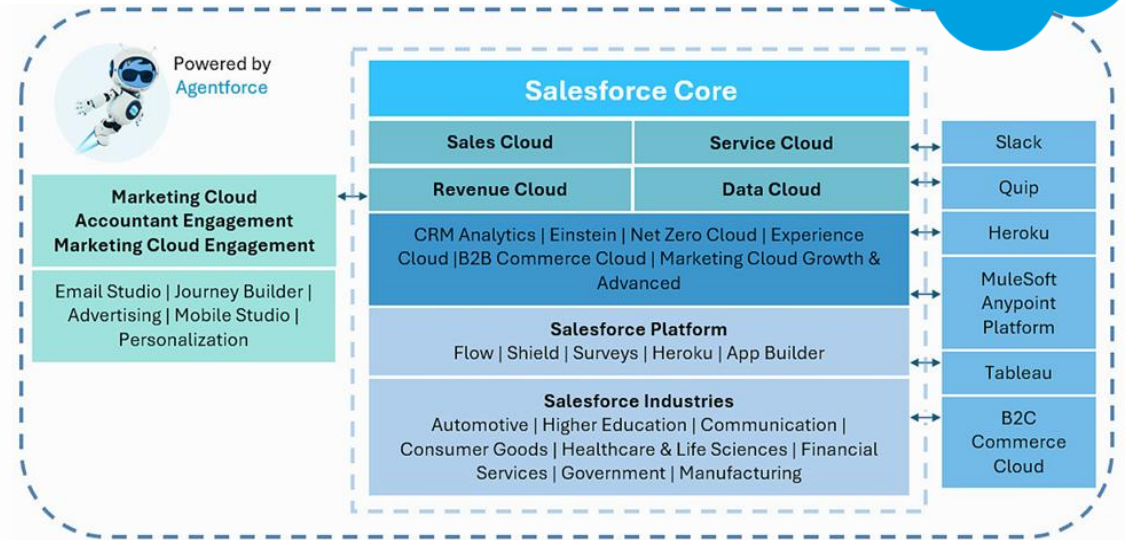 Powered by
Agentforce
Salesforce Core
Sales Cloud
Service Cloud
Revenue Cloud
Data Cloud
CRM Analytics | Einstein | Net Zero Cloud | Experience
Cloud |B2B Commerce Cloud | Marketing Cloud Growth &
Advanced
Salesforce Platform
Flow | Shield | Surveys | Heroku | App Builder
Salesforce Industries
Automotive | Higher Education | Communication |
Consumer Goods | Healthcare & Life Sciences | Financial
Services | Government | Manufacturing
Marketing Cloud
Accountant Engagement
Marketing Cloud Engagement
Email Studio | Journey Builder |
Advertising | Mobile Studio |
Personalization
Slack
Quip
Heroku
MuleSoft
Anypoint
Platform
Tableau
B2C
Commerce
Cloud